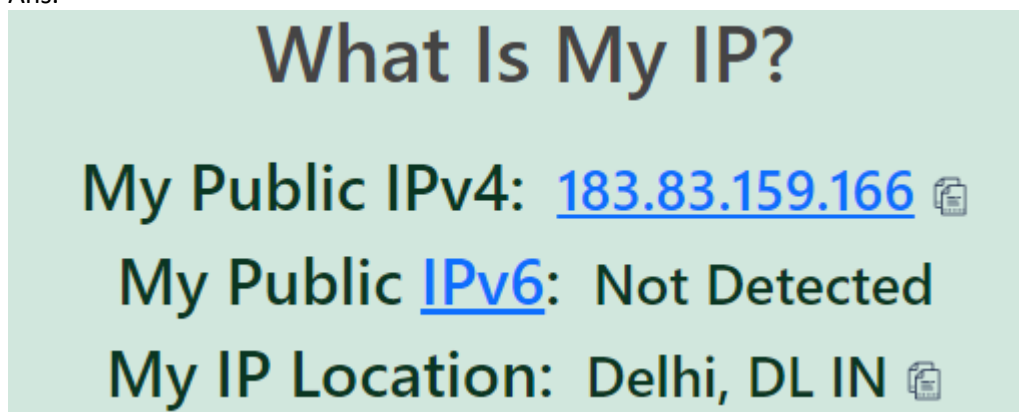 What Is My IP?
My Public IPv4: 183.83.159.166
My Public IPv6: Not Detected
My IP Location: Delhi, DL IN